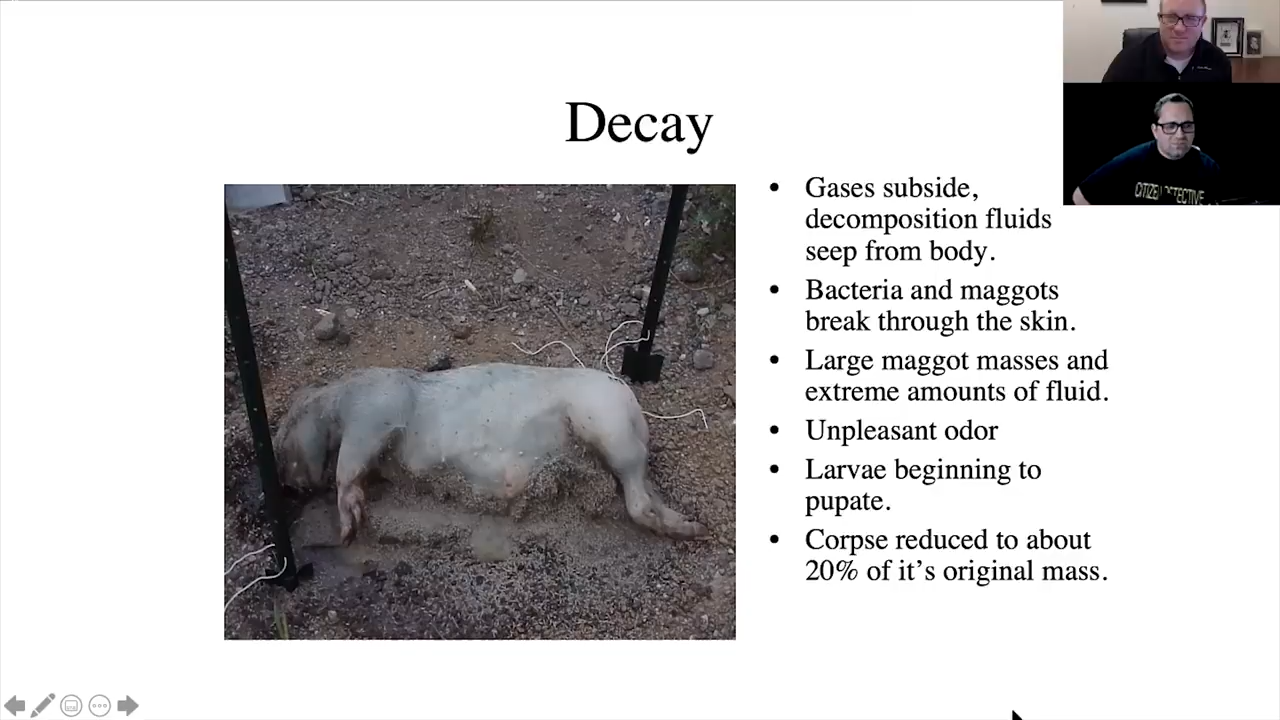 Decay
• Gases subside,
decomposition fluids
seep from body.
• Bacteria and maggots
break through the skin.
• Large maggot masses and
extreme amounts of fluid.
• Unpleasant odor
• Larvae beginning to
pupate.
• Corpse reduced to about
20% of it’s original mass.
CITIZEN DETECTIVE